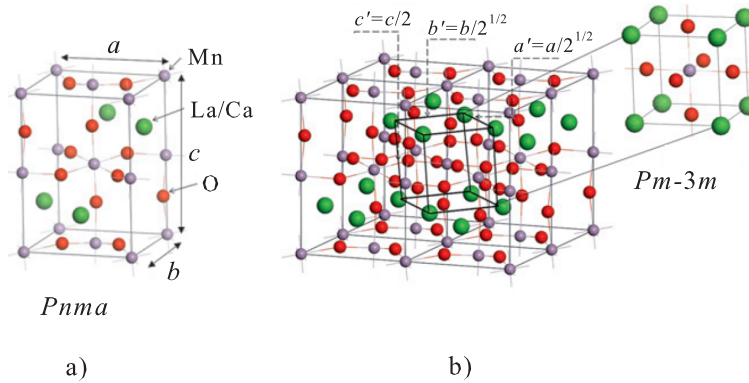 a
Mn
La/Ca
c
O
b
Pnma
a)
c'=c/2
b'=b/2^{1/2}
a'=a/2^{1/2}
Pm-3m
b)